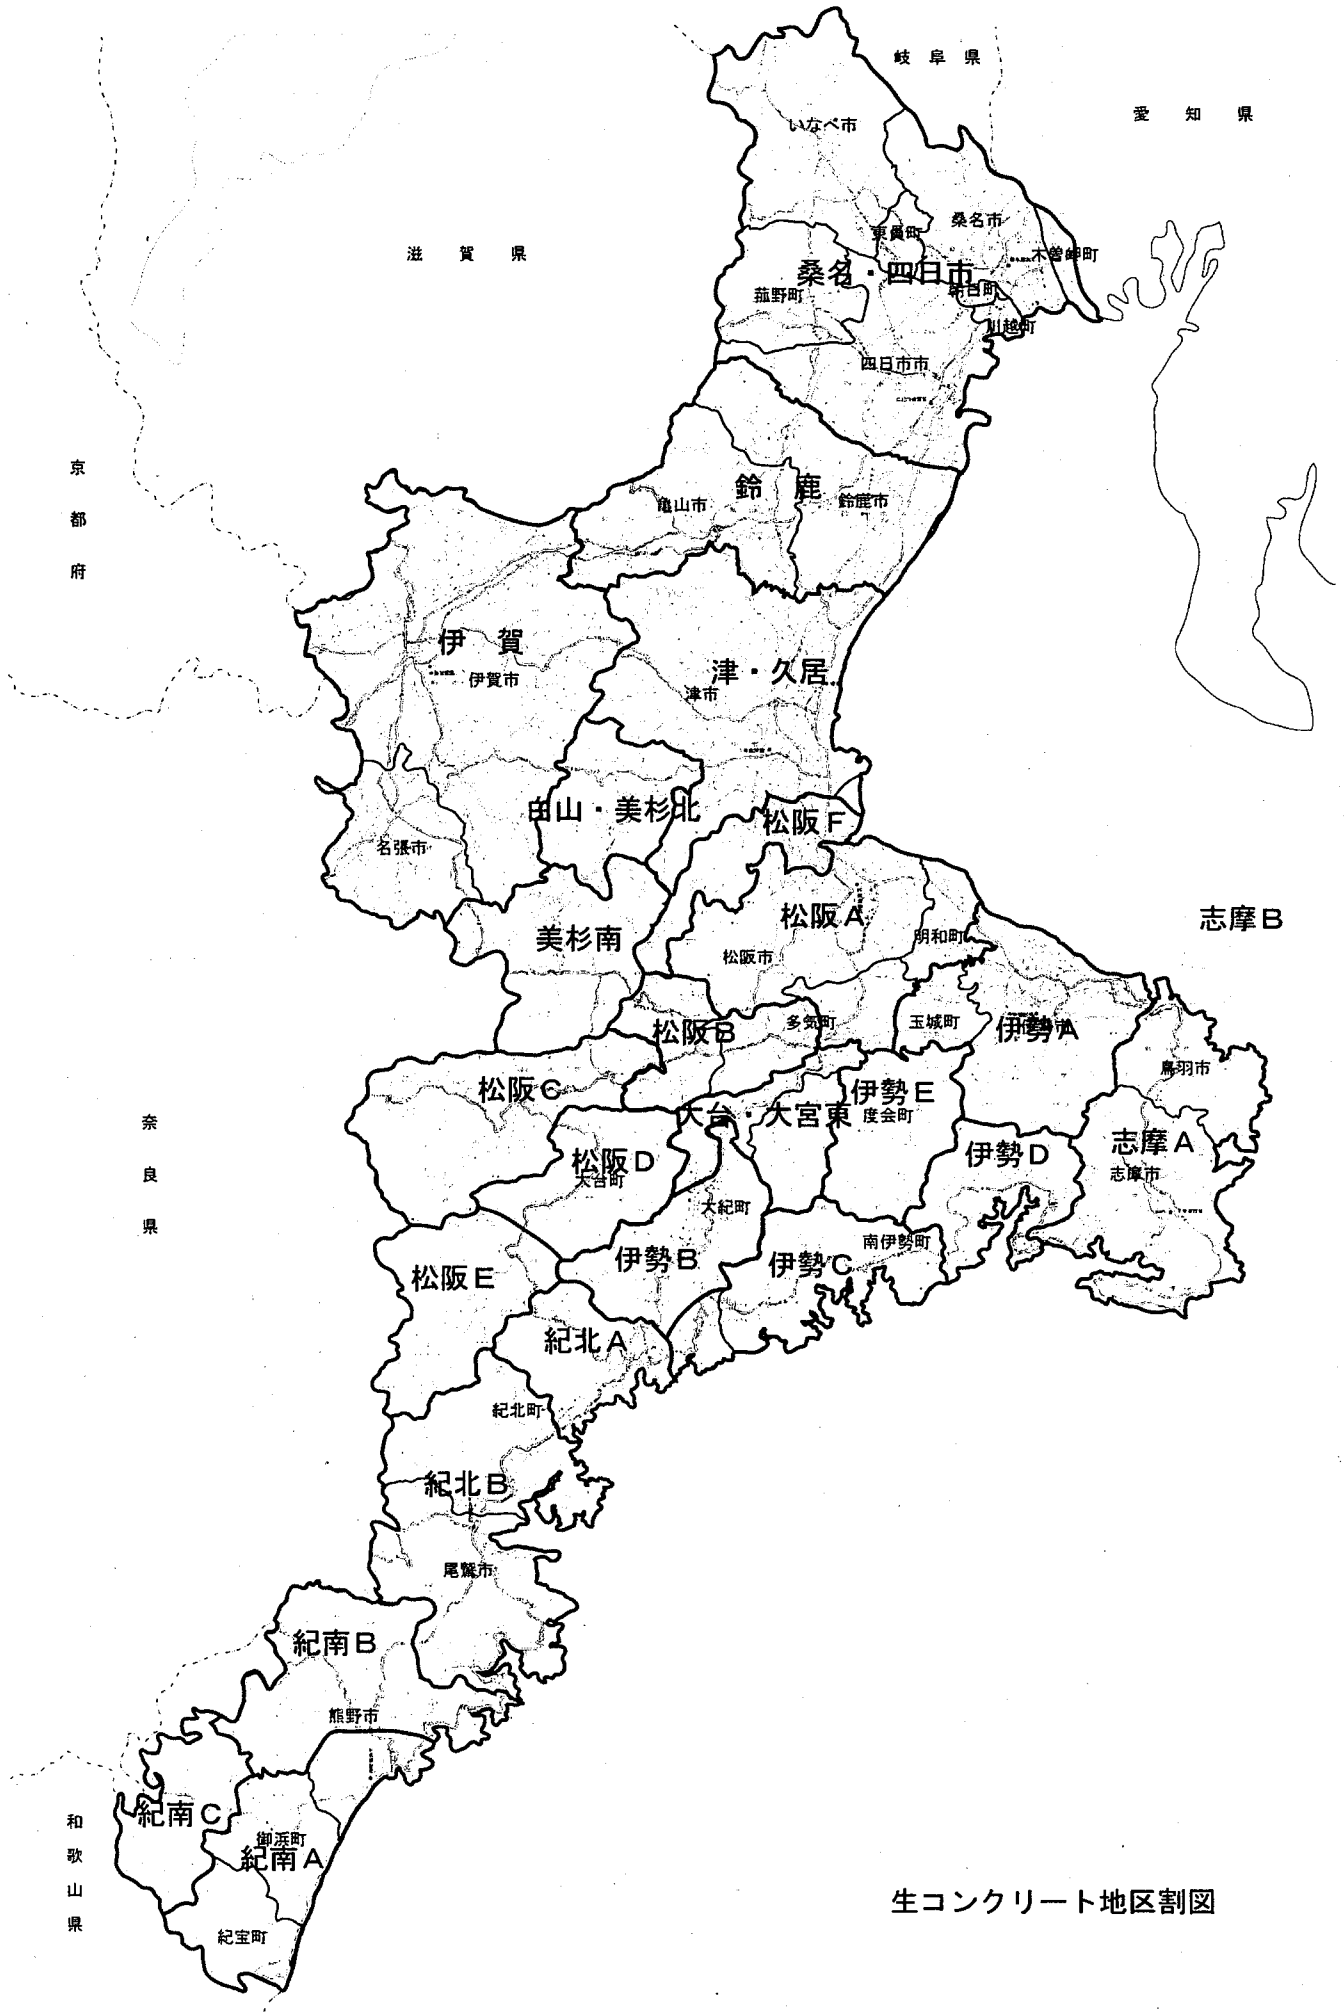 岐阜県
愛知県
いなべ市
桑名市
東員町
滋賀県
木曽岬町
桑名・四日市
菰野町
朝日町
川越町
四日市市
京都府
鈴鹿
亀山市
鈴鹿市
伊賀
伊賀市
津・久居
津市
白山・美杉北
松阪F
名張市
松阪A
志摩B
美杉南
明和町
松阪市
松阪B
多気町
玉城町
伊勢A
鳥羽市
松阪C
伊勢E
大台・大宮東
度会町
奈良県
志摩A
伊勢D
松阪D
大台町
志摩市
大紀町
南伊勢町
伊勢B
伊勢C
松阪E
紀北A
紀北町
紀北B
尾鷲市
紀南B
熊野市
紀南C
和歌山県
御浜町
紀南A
生コンクリート地区割図
紀宝町